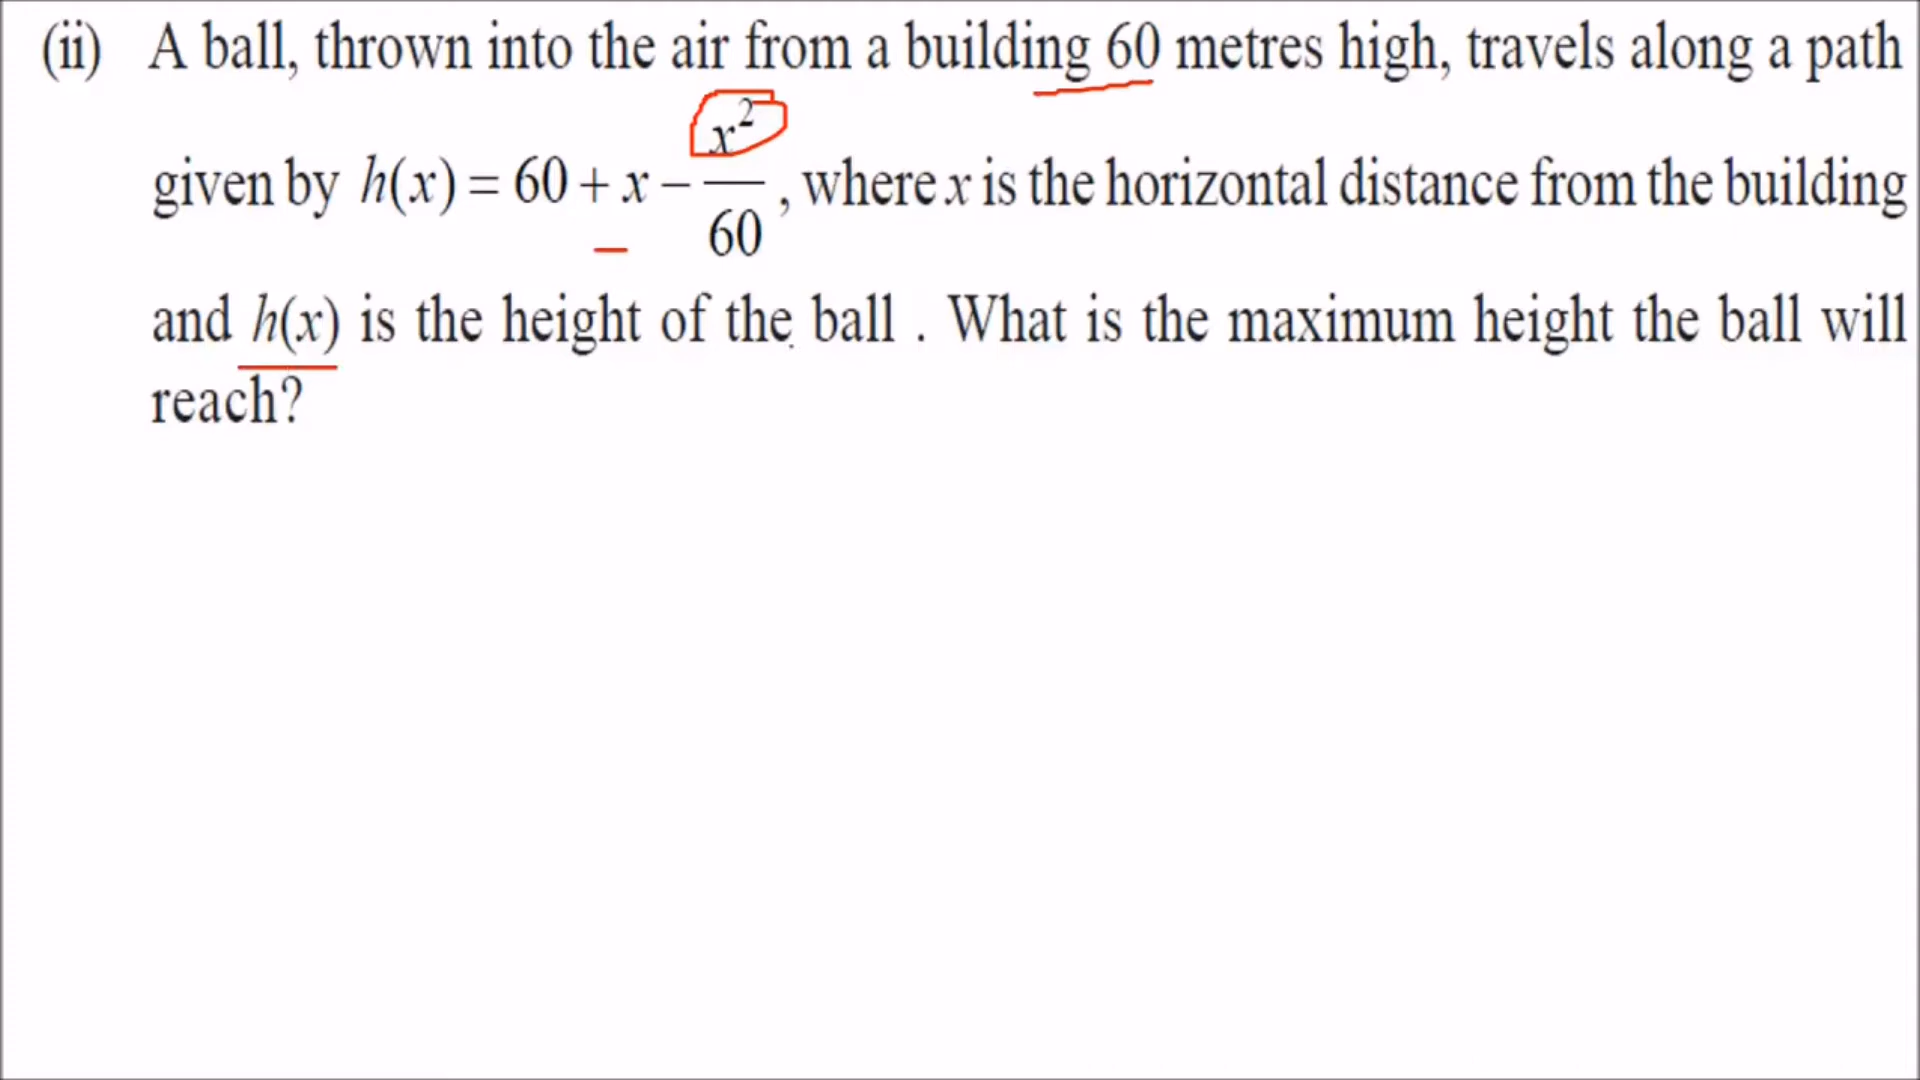 (ii) A ball, thrown into the air from a building 60 metres high, travels along a path
given by h(x) = 60 + x − x²/60 , where x is the horizontal distance from the building
and h(x) is the height of the ball . What is the maximum height the ball will
reach?